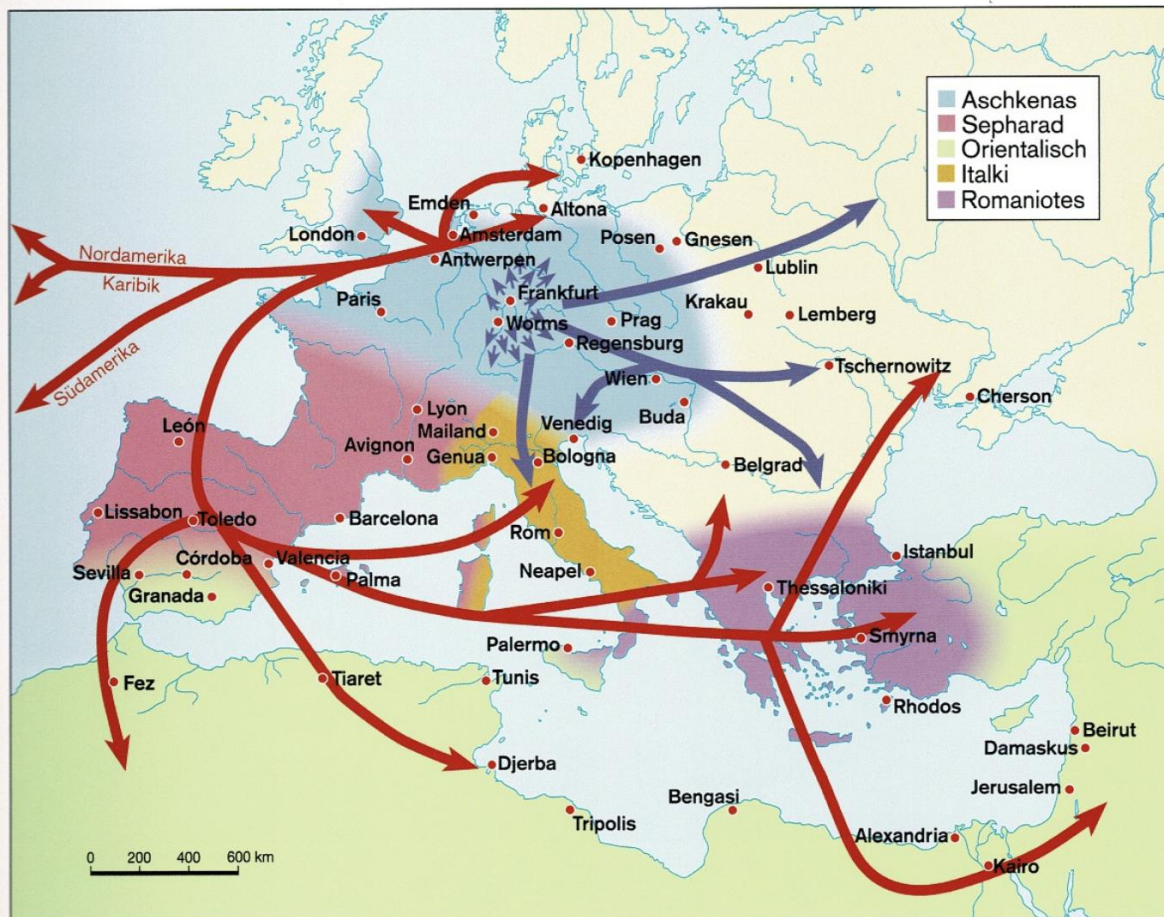 Aschkenas
Sepharad
Orientalisch
Italki
Romaniotes
Kopenhagen
Emden
Altona
London
Amsterdam
Posen
Gnesen
Nordamerika
Antwerpen
Lublin
Karibik
Frankfurt
Paris
Krakau
Lemberg
Worms
Prag
Regensburg
Südamerika
Tschernowitz
Wien
Cherson
Lyon
Buda
León
Mailand
Venedig
Avignon
Genua
Bologna
Belgrad
Lissabon
Toledo
Barcelona
Rom
Istanbul
Córdoba
Valencia
Sevilla
Palma
Neapel
Thessaloniki
Granada
Smyrna
Palermo
Fez
Tiaret
Tunis
Rhodos
Beirut
Damaskus
Djerba
Jerusalem
Bengasi
Tripolis
Alexandria
0 200 400 600 km
Kairo